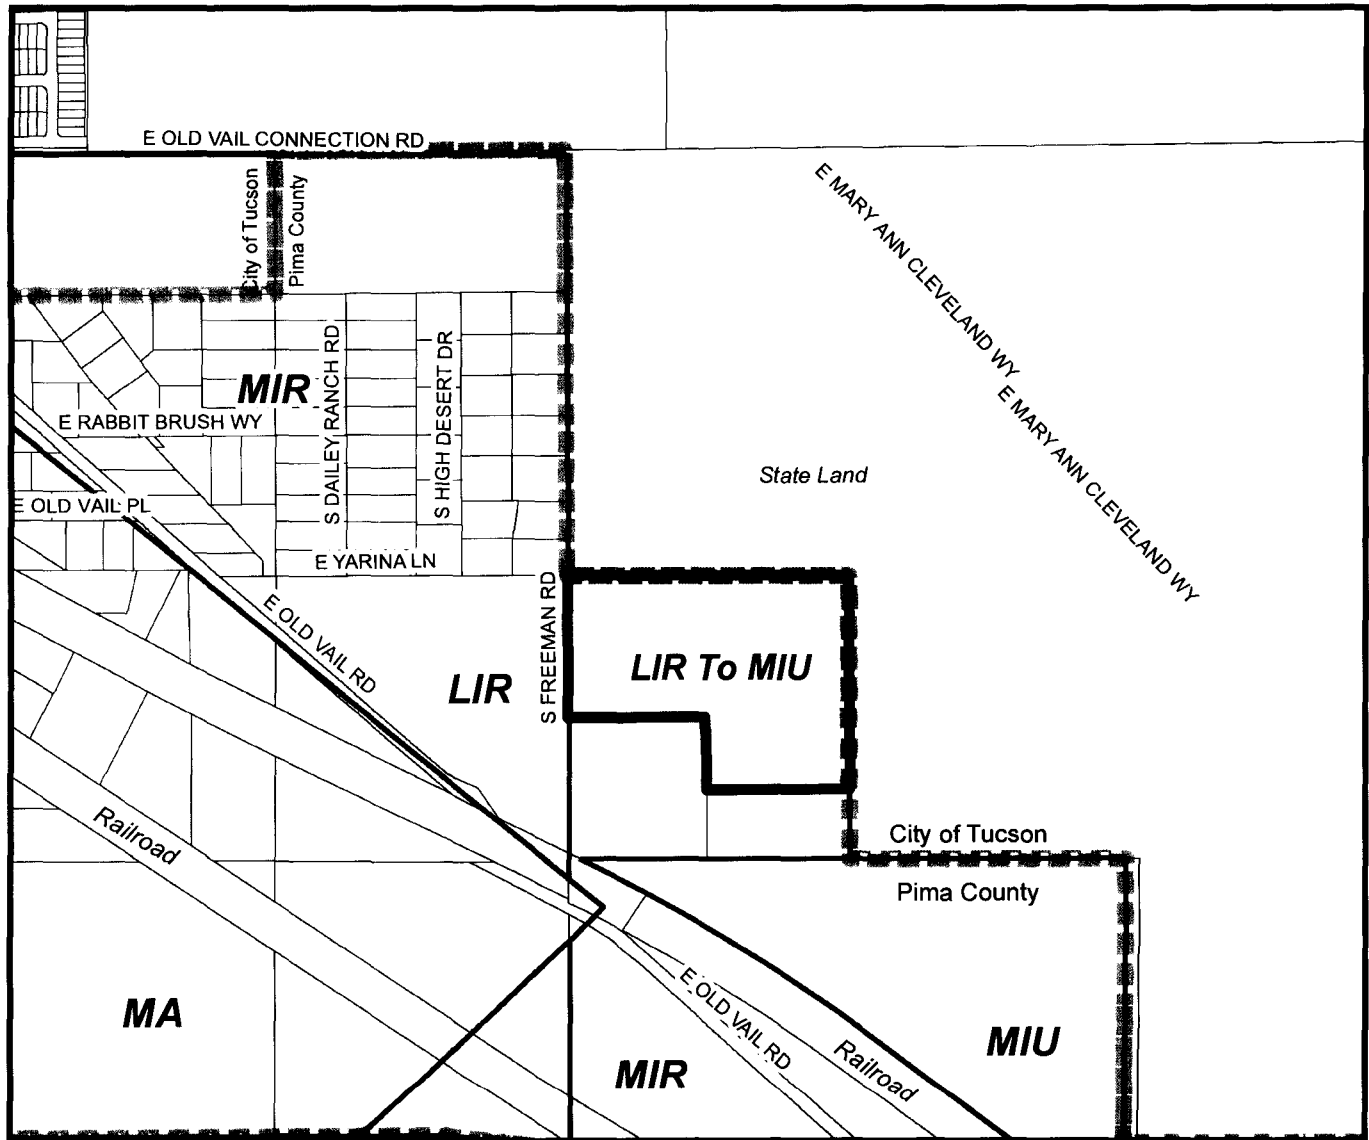 E OLD VAIL CONNECTION RD
City of Tucson
Pima County
E MARY ANN CLEVELAND WY
E MARY ANN CLEVELAND WY
MIR
E RABBIT BRUSH WY
S DAILEY RANCH RD
S HIGH DESERT DR
State Land
E OLD VAIL PL
E YARINA LN
E OLD VAIL RD
S FREEMAN RD
LIR To MIU
LIR
Railroad
City of Tucson
Pima County
MA
E OLD VAIL RD
MIU
Railroad
MIR